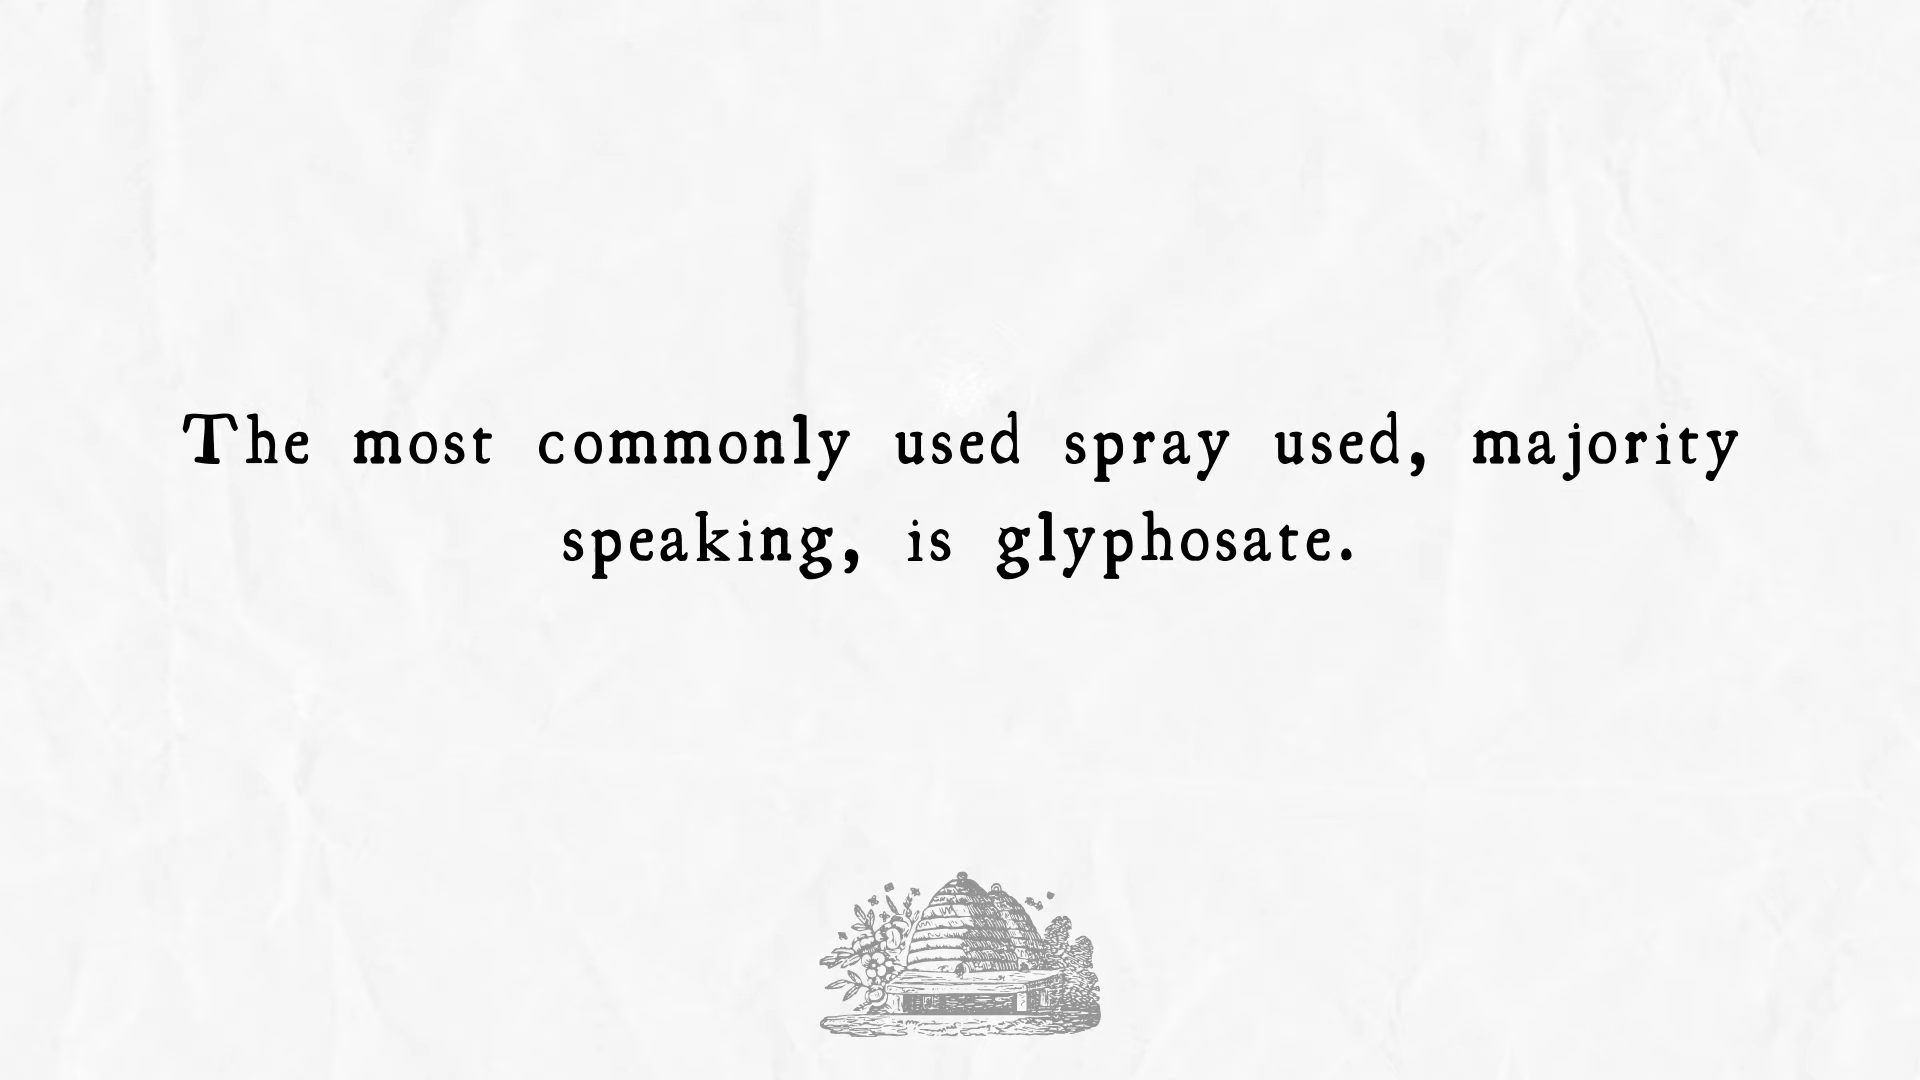 The most commonly used spray used, majority
speaking, is glyphosate.